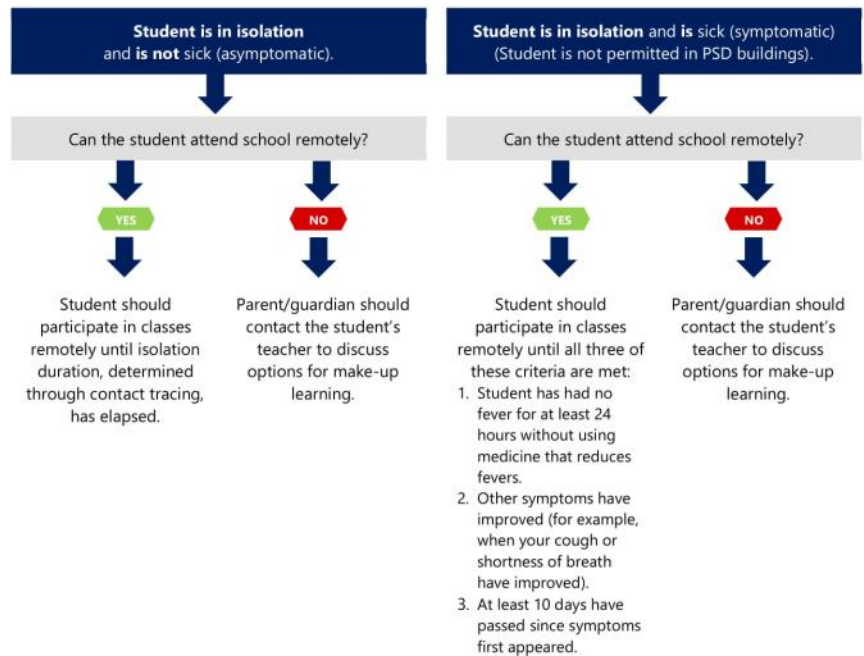 Student is in isolation
and is not sick (asymptomatic).
Can the student attend school remotely?
YES
Student should
participate in classes
remotely until isolation
duration, determined
through contact tracing,
has elapsed.
NO
Parent/guardian should
contact the student's
teacher to discuss
options for make-up
learning.
Student is in isolation and is sick (symptomatic)
(Student is not permitted in PSD buildings).
Can the student attend school remotely?
YES
Student should
participate in classes
remotely until all three of
these criteria are met:
1. Student has had no
fever for at least 24
hours without using
medicine that reduces
fevers.
2. Other symptoms have
improved (for example,
when your cough or
shortness of breath
have improved).
3. At least 10 days have
passed since symptoms
first appeared.
NO
Parent/guardian should
contact the student's
teacher to discuss
options for make-up
learning.